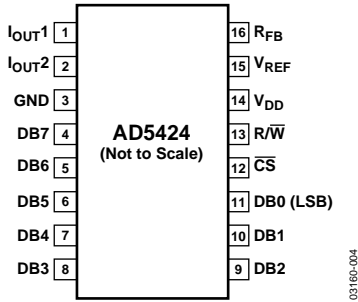 IOUT1 1
IOUT2 2
GND 3
DB7 4
DB6 5
DB5 6
DB4 7
DB3 8
AD5424
(Not to Scale)
16 RFB
15 VREF
14 VDD
13 R/W̅
12 C̅S̅
11 DB0 (LSB)
10 DB1
9 DB2
03160-004